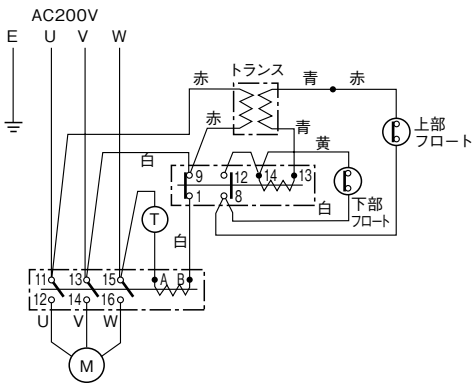 AC200V
E U V W
赤
トランス
青 赤
赤
青
上部
フロート
白
黄
9 12 14 13
1 8
白
下部
フロート
T
白
11 13 15 A B
12 14 16
U V W
M